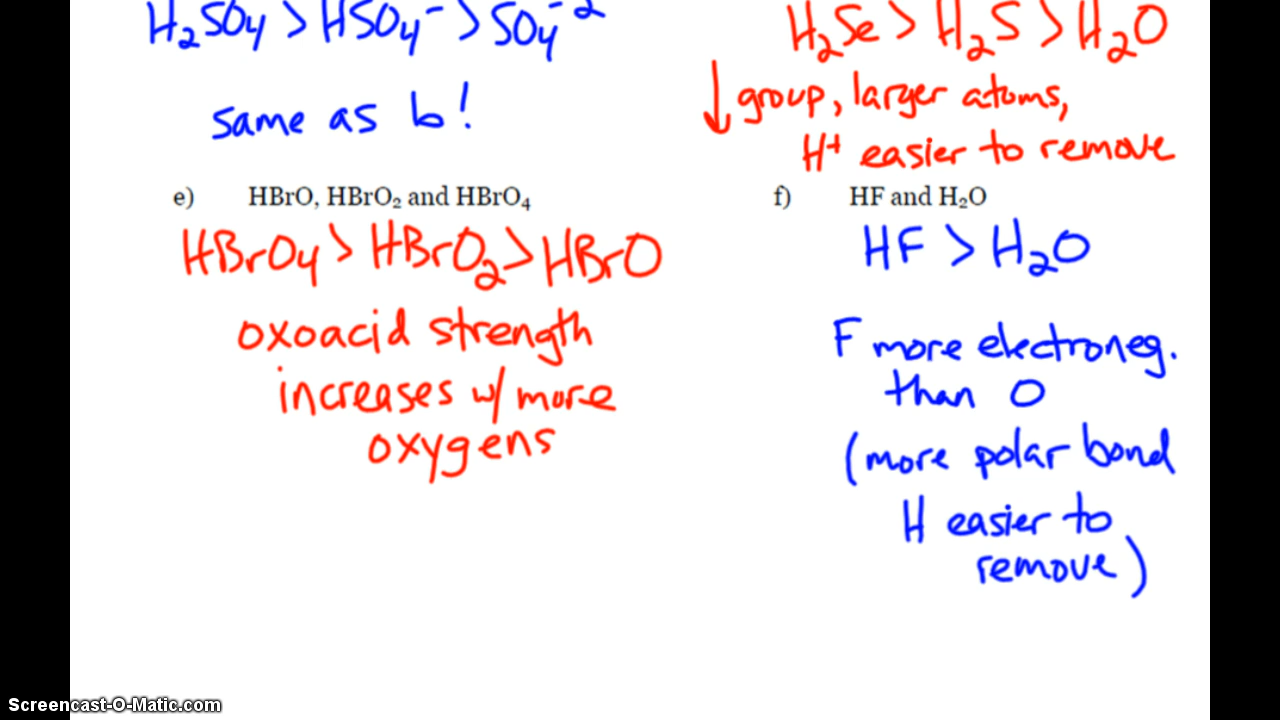 H₂SO₄ > HSO₄⁻ > SO₄⁻²
same as b!
H₂Se > H₂S > H₂O
↓ group, larger atoms,
H⁺ easier to remove
e) HBrO, HBrO₂ and HBrO₄
HBrO₄ > HBrO₂ > HBrO
oxoacid strength
increases w/ more
oxygens
f) HF and H₂O
HF > H₂O
F more electroneg.
than O
(more polar bond
H easier to
remove)
Screencast-O-Matic.com